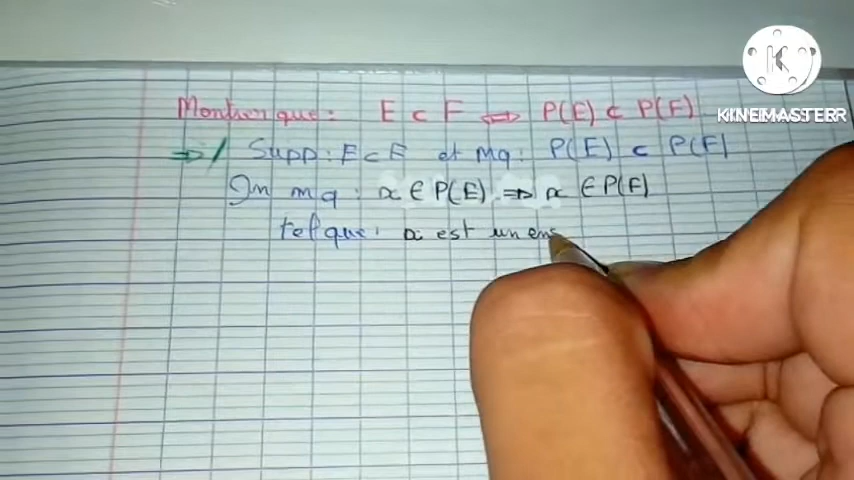 Montrer que: E ⊂ F ⟺ P(E) ⊂ P(F)
KINEMASTER
⇒/ Supp: E ⊂ F et Mq: P(E) ⊂ P(F)
On mq: x ∈ P(E) ⇒ x ∈ P(F)
tel que: x est un ens